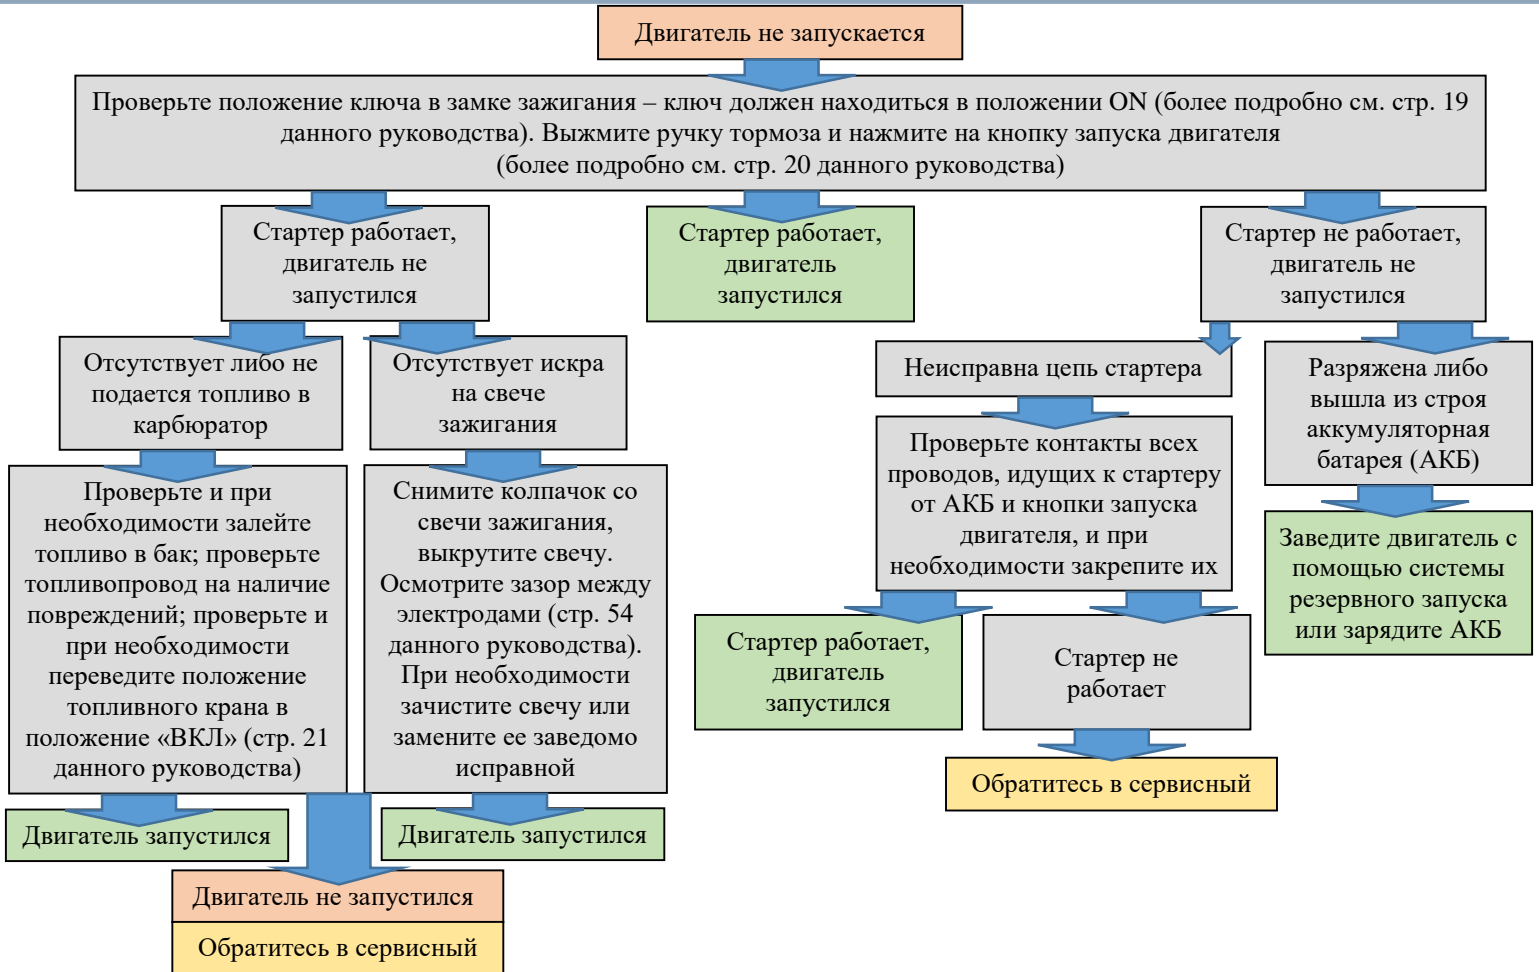 Двигатель не запускается
Проверьте положение ключа в замке зажигания – ключ должен находиться в положении ON (более подробно см. стр. 19
данного руководства). Выжмите ручку тормоза и нажмите на кнопку запуска двигателя
(более подробно см. стр. 20 данного руководства)
Стартер работает,
двигатель не
запустился
Стартер работает,
двигатель
запустился
Стартер не работает,
двигатель не
запустился
Отсутствует либо не
подается топливо в
карбюратор
Отсутствует искра
на свече
зажигания
Неисправна цепь стартера
Разряжена либо
вышла из строя
аккумуляторная
батарея (АКБ)
Проверьте и при
необходимости залейте
топливо в бак; проверьте
топливопровод на наличие
повреждений; проверьте и
при необходимости
переведите положение
топливного крана в
положение «ВКЛ» (стр. 21
данного руководства)
Снимите колпачок со
свечи зажигания,
выкрутите свечу.
Осмотрите зазор между
электродами (стр. 54
данного руководства).
При необходимости
зачистите свечу или
замените ее заведомо
исправной
Проверьте контакты всех
проводов, идущих к стартеру
от АКБ и кнопки запуска
двигателя, и при
необходимости закрепите их
Заведите двигатель с
помощью системы
резервного запуска
или зарядите АКБ
Стартер работает,
двигатель
запустился
Стартер не
работает
Обратитесь в сервисный
Двигатель запустился
Двигатель запустился
Двигатель не запустился
Обратитесь в сервисный